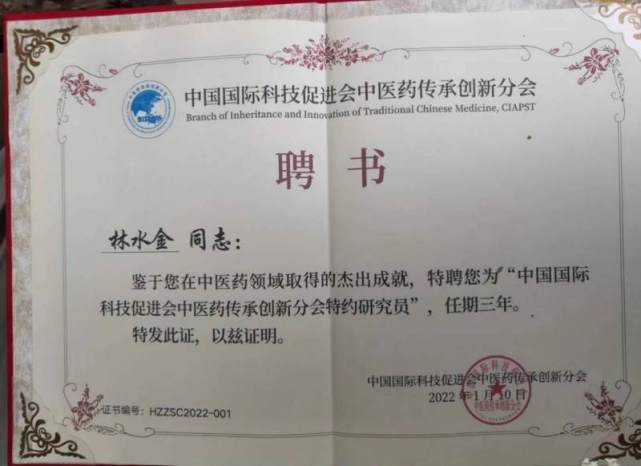 中国国际科技促进会中医药传承创新分会
Branch of Inheritance and Innovation of Traditional Chinese Medicine, CIAPST
聘 书
林水金 同志：
鉴于您在中医药领域取得的杰出成就，特聘您为“中国国际
科技促进会中医药传承创新分会特约研究员”，任期三年。
特发此证，以兹证明。
中国国际科技促进会中医药传承创新分会
2022 年 1 月 10 日
证书编号：HZZSC2022-001